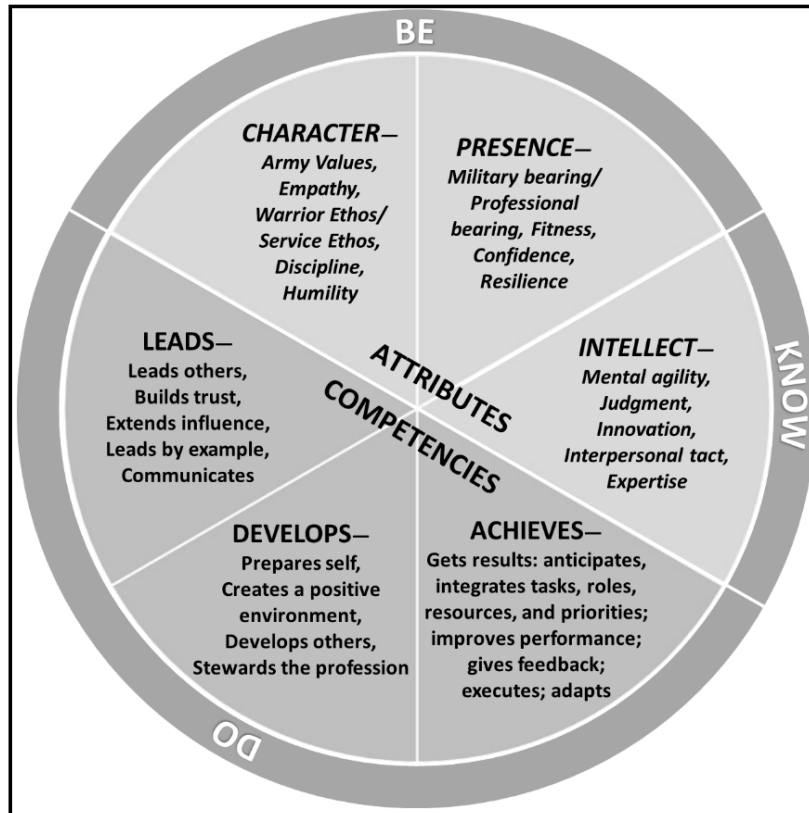 BE
CHARACTER—
Army Values,
Empathy,
Warrior Ethos/
Service Ethos,
Discipline,
Humility
PRESENCE—
Military bearing/
Professional
bearing, Fitness,
Confidence,
Resilience
KNOW
INTELLECT—
Mental agility,
Judgment,
Innovation,
Interpersonal tact,
Expertise
ATTRIBUTES
COMPETENCIES
LEADS—
Leads others,
Builds trust,
Extends influence,
Leads by example,
Communicates
DEVELOPS—
Prepares self,
Creates a positive
environment,
Develops others,
Stewards the profession
ACHIEVES—
Gets results: anticipates,
integrates tasks, roles,
resources, and priorities;
improves performance;
gives feedback;
executes; adapts
DO